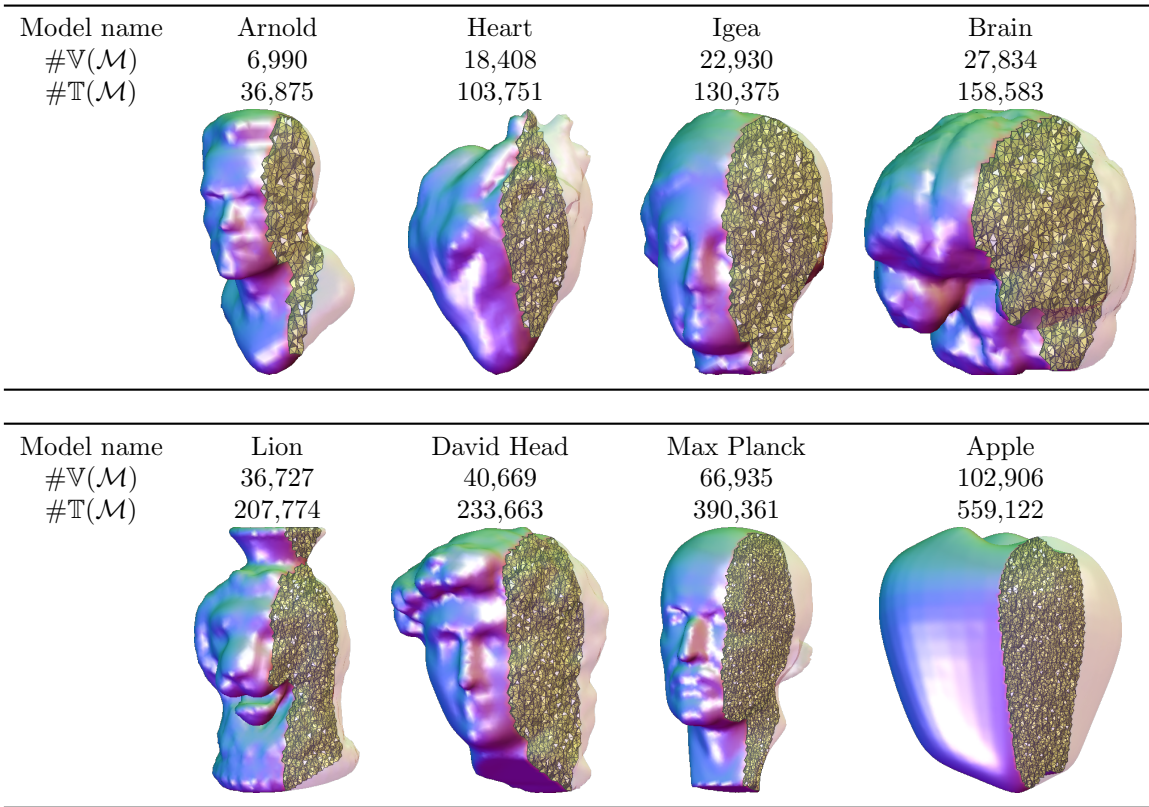 Model name Arnold Heart Igea Brain
#𝕍(ℳ) 6,990 18,408 22,930 27,834
#𝕋(ℳ) 36,875 103,751 130,375 158,583
Model name Lion David Head Max Planck Apple
#𝕍(ℳ) 36,727 40,669 66,935 102,906
#𝕋(ℳ) 207,774 233,663 390,361 559,122